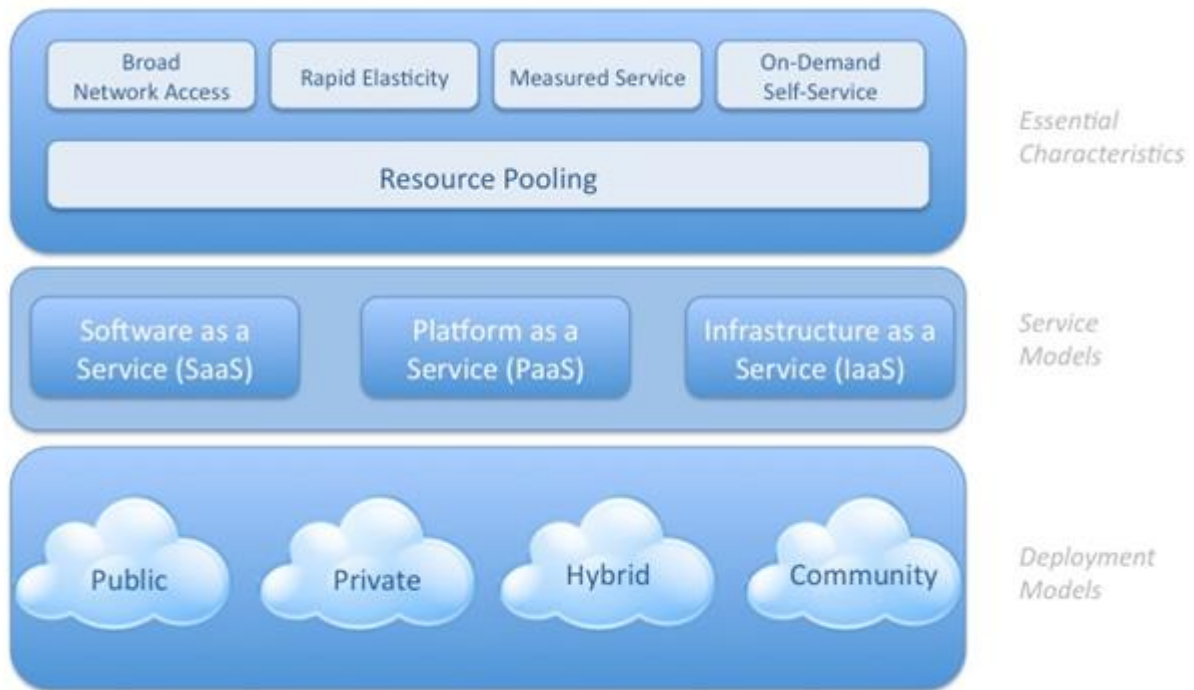 Broad
Network Access
Rapid Elasticity
Measured Service
On-Demand
Self-Service
Resource Pooling
Essential
Characteristics
Software as a
Service (SaaS)
Platform as a
Service (PaaS)
Infrastructure as a
Service (IaaS)
Service
Models
Public
Private
Hybrid
Community
Deployment
Models